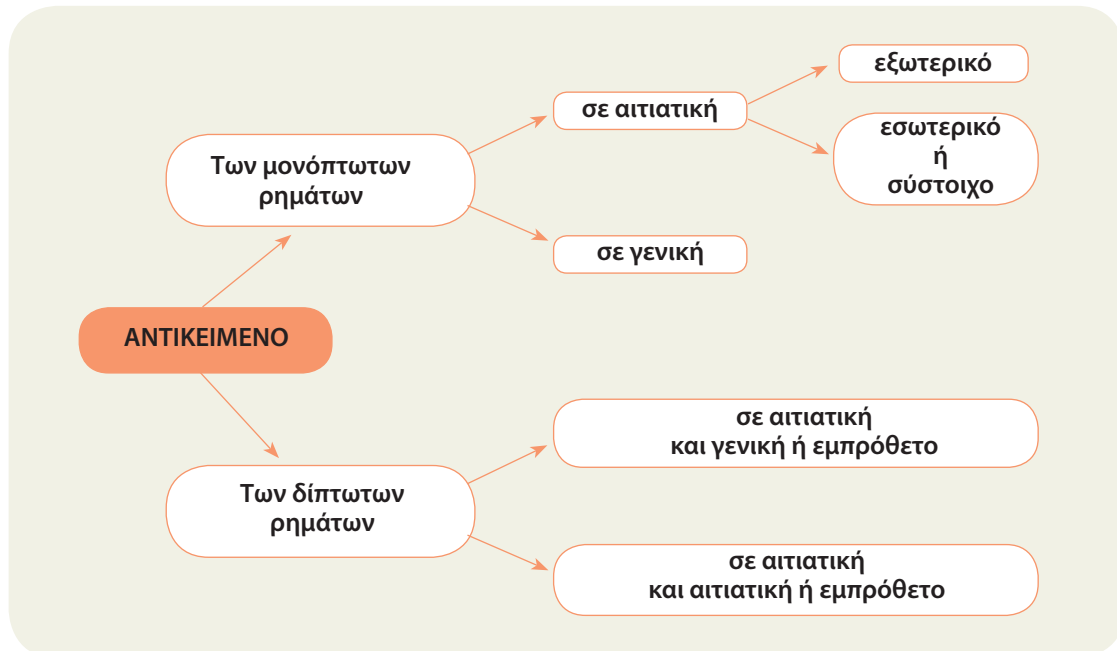 εξωτερικό
σε αιτιατική
εσωτερικό
ή
σύστοιχο
Των μονόπτωτων
ρημάτων
σε γενική
ΑΝΤΙΚΕΙΜΕΝΟ
σε αιτιατική
και γενική ή εμπρόθετο
Των δίπτωτων
ρημάτων
σε αιτιατική
και αιτιατική ή εμπρόθετο